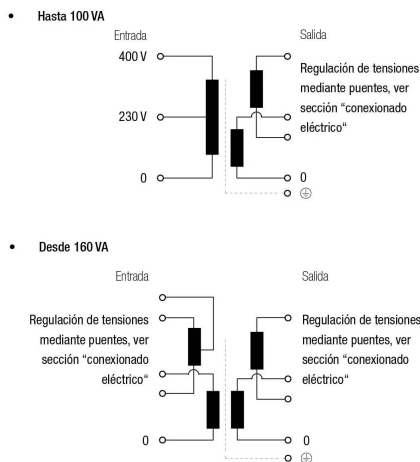 • Hasta 100 VA
Entrada
Salida
400 V
Regulación de tensiones
mediante puentes, ver
sección “conexionado
eléctrico“
230 V
0
0
• Desde 160 VA
Entrada
Salida
Regulación de tensiones
mediante puentes, ver
sección “conexionado
eléctrico“
Regulación de tensiones
mediante puentes, ver
sección “conexionado
eléctrico“
0
0